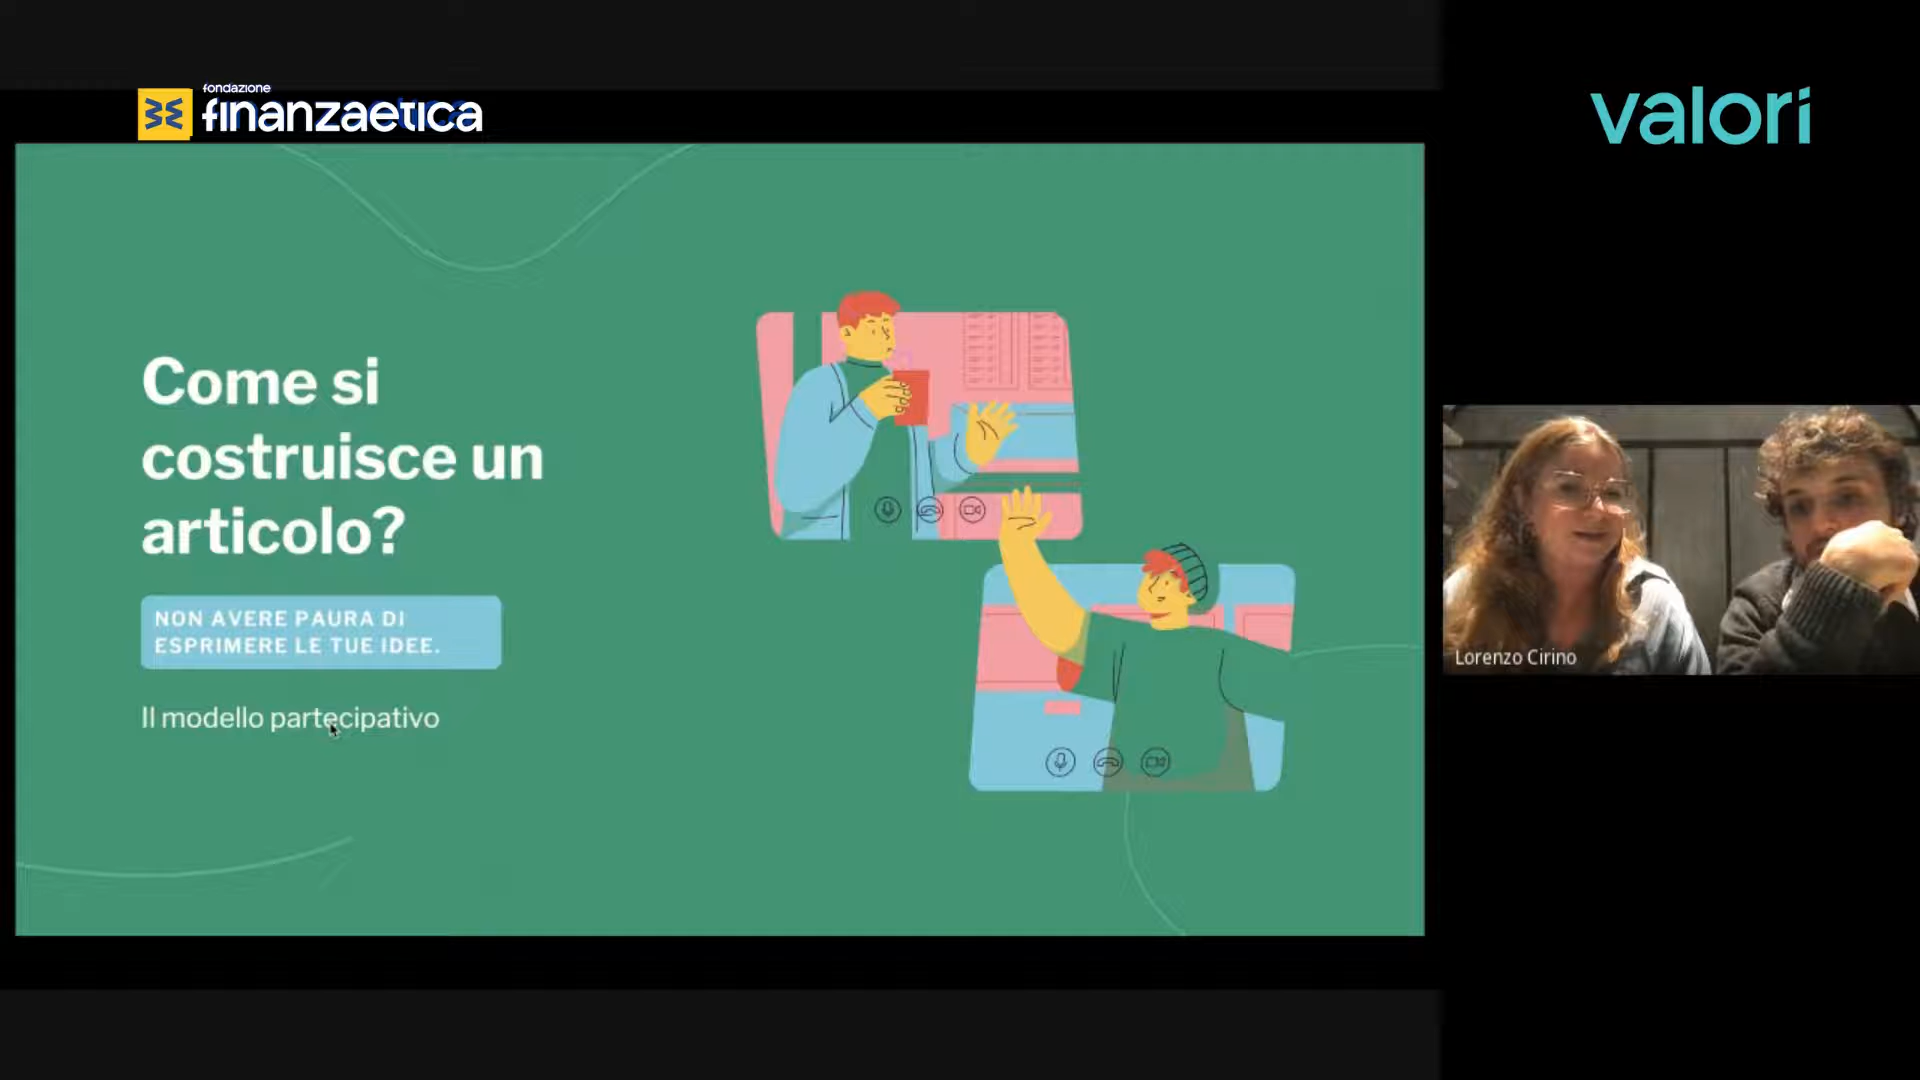 fondazione
finanzaetica
valori
Come si
costruisce un
articolo?
NON AVERE PAURA DI
ESPRIMERE LE TUE IDEE.
Il modello partecipativo
Lorenzo Cirino